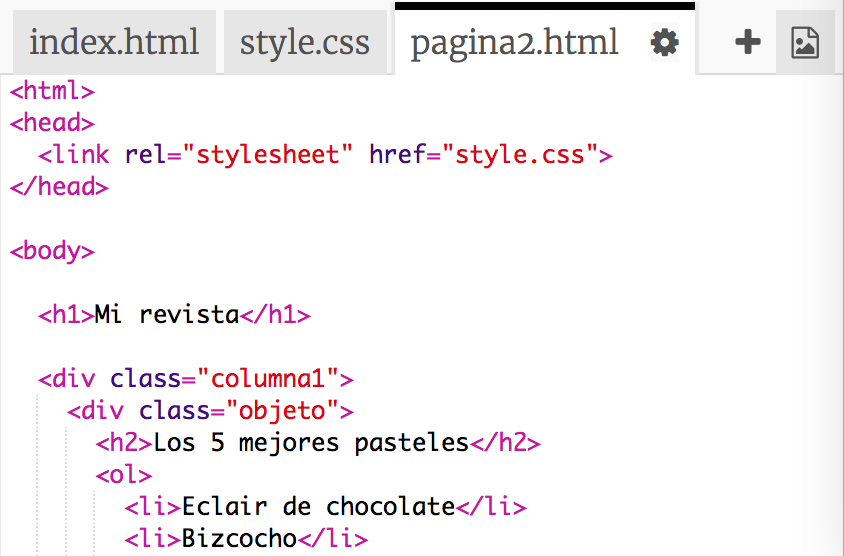 index.html style.css pagina2.html
<html>
<head>
<link rel="stylesheet" href="style.css">
</head>
<body>
<h1>Mi revista</h1>
<div class="columna1">
<div class="objeto">
<h2>Los 5 mejores pasteles</h2>
<ol>
<li>Eclair de chocolate</li>
<li>Bizcocho</li>